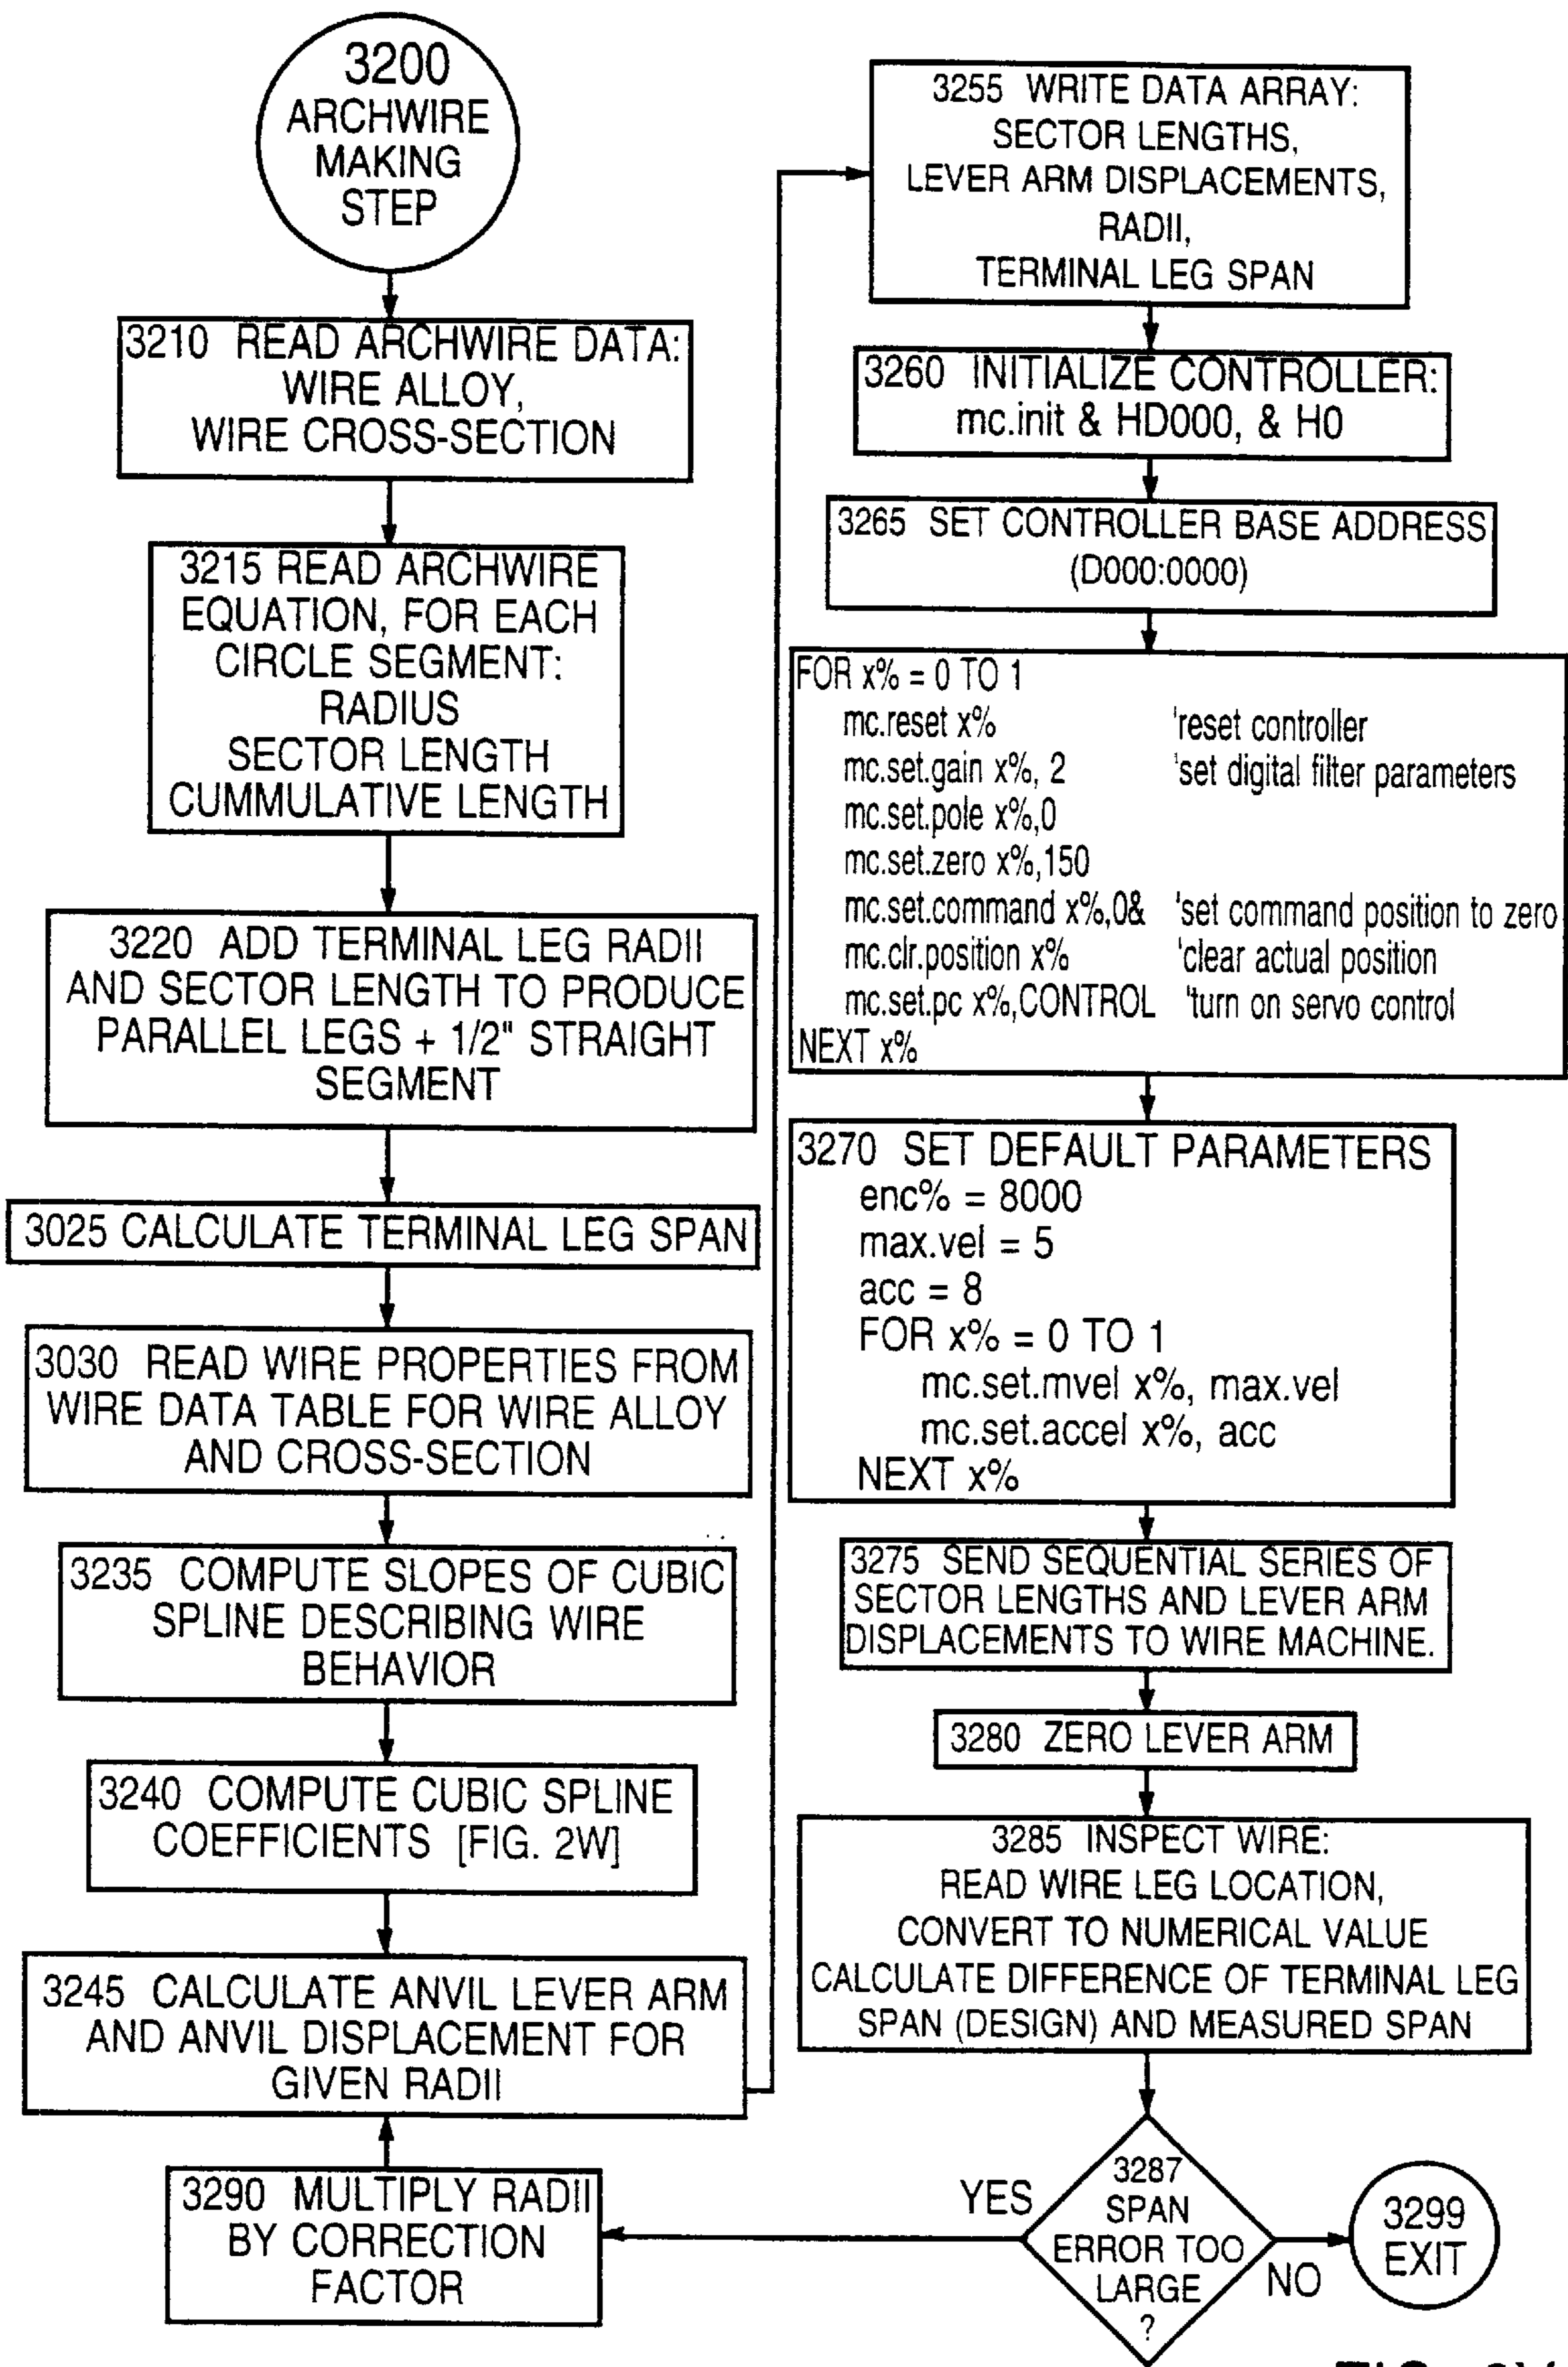 3200
ARCHWIRE
MAKING
STEP
3210 READ ARCHWIRE DATA:
WIRE ALLOY,
WIRE CROSS-SECTION
3215 READ ARCHWIRE
EQUATION, FOR EACH
CIRCLE SEGMENT:
RADIUS
SECTOR LENGTH
CUMMULATIVE LENGTH
3220 ADD TERMINAL LEG RADII
AND SECTOR LENGTH TO PRODUCE
PARALLEL LEGS + 1/2" STRAIGHT
SEGMENT
3025 CALCULATE TERMINAL LEG SPAN
3030 READ WIRE PROPERTIES FROM
WIRE DATA TABLE FOR WIRE ALLOY
AND CROSS-SECTION
3235 COMPUTE SLOPES OF CUBIC
SPLINE DESCRIBING WIRE
BEHAVIOR
3240 COMPUTE CUBIC SPLINE
COEFFICIENTS [FIG. 2W]
3245 CALCULATE ANVIL LEVER ARM
AND ANVIL DISPLACEMENT FOR
GIVEN RADII
3290 MULTIPLY RADII
BY CORRECTION
FACTOR
3255 WRITE DATA ARRAY:
SECTOR LENGTHS,
LEVER ARM DISPLACEMENTS,
RADII,
TERMINAL LEG SPAN
3260 INITIALIZE CONTROLLER:
mc.init & HD000, & H0
3265 SET CONTROLLER BASE ADDRESS
(D000:0000)
FOR x% = 0 TO 1
mc.reset x% 'reset controller
mc.set.gain x%, 2 'set digital filter parameters
mc.set.pole x%,0
mc.set.zero x%,150
mc.set.command x%,0& 'set command position to zero
mc.clr.position x% 'clear actual position
mc.set.pc x%,CONTROL 'turn on servo control
NEXT x%
3270 SET DEFAULT PARAMETERS
enc% = 8000
max.vel = 5
acc = 8
FOR x% = 0 TO 1
mc.set.mvel x%, max.vel
mc.set.accel x%, acc
NEXT x%
3275 SEND SEQUENTIAL SERIES OF
SECTOR LENGTHS AND LEVER ARM
DISPLACEMENTS TO WIRE MACHINE.
3280 ZERO LEVER ARM
3285 INSPECT WIRE:
READ WIRE LEG LOCATION,
CONVERT TO NUMERICAL VALUE
CALCULATE DIFFERENCE OF TERMINAL LEG
SPAN (DESIGN) AND MEASURED SPAN
3287
SPAN
ERROR TOO
LARGE
?
YES
NO
3299
EXIT